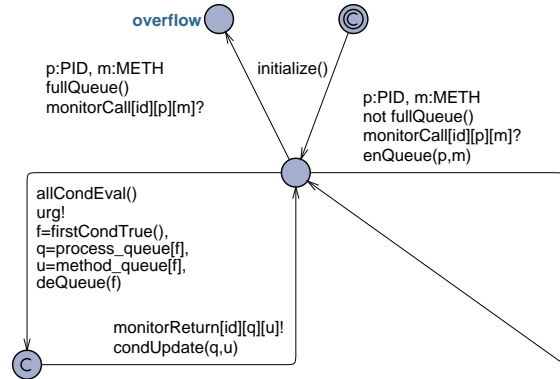 overflow
C
p:PID, m:METH
fullQueue()
monitorCall[id][p][m]?
initialize()
p:PID, m:METH
not fullQueue()
monitorCall[id][p][m]?
enQueue(p,m)
allCondEval()
urg!
f=firstCondTrue(),
q=process_queue[f],
u=method_queue[f],
deQueue(f)
monitorReturn[id][q][u]!
condUpdate(q,u)
C